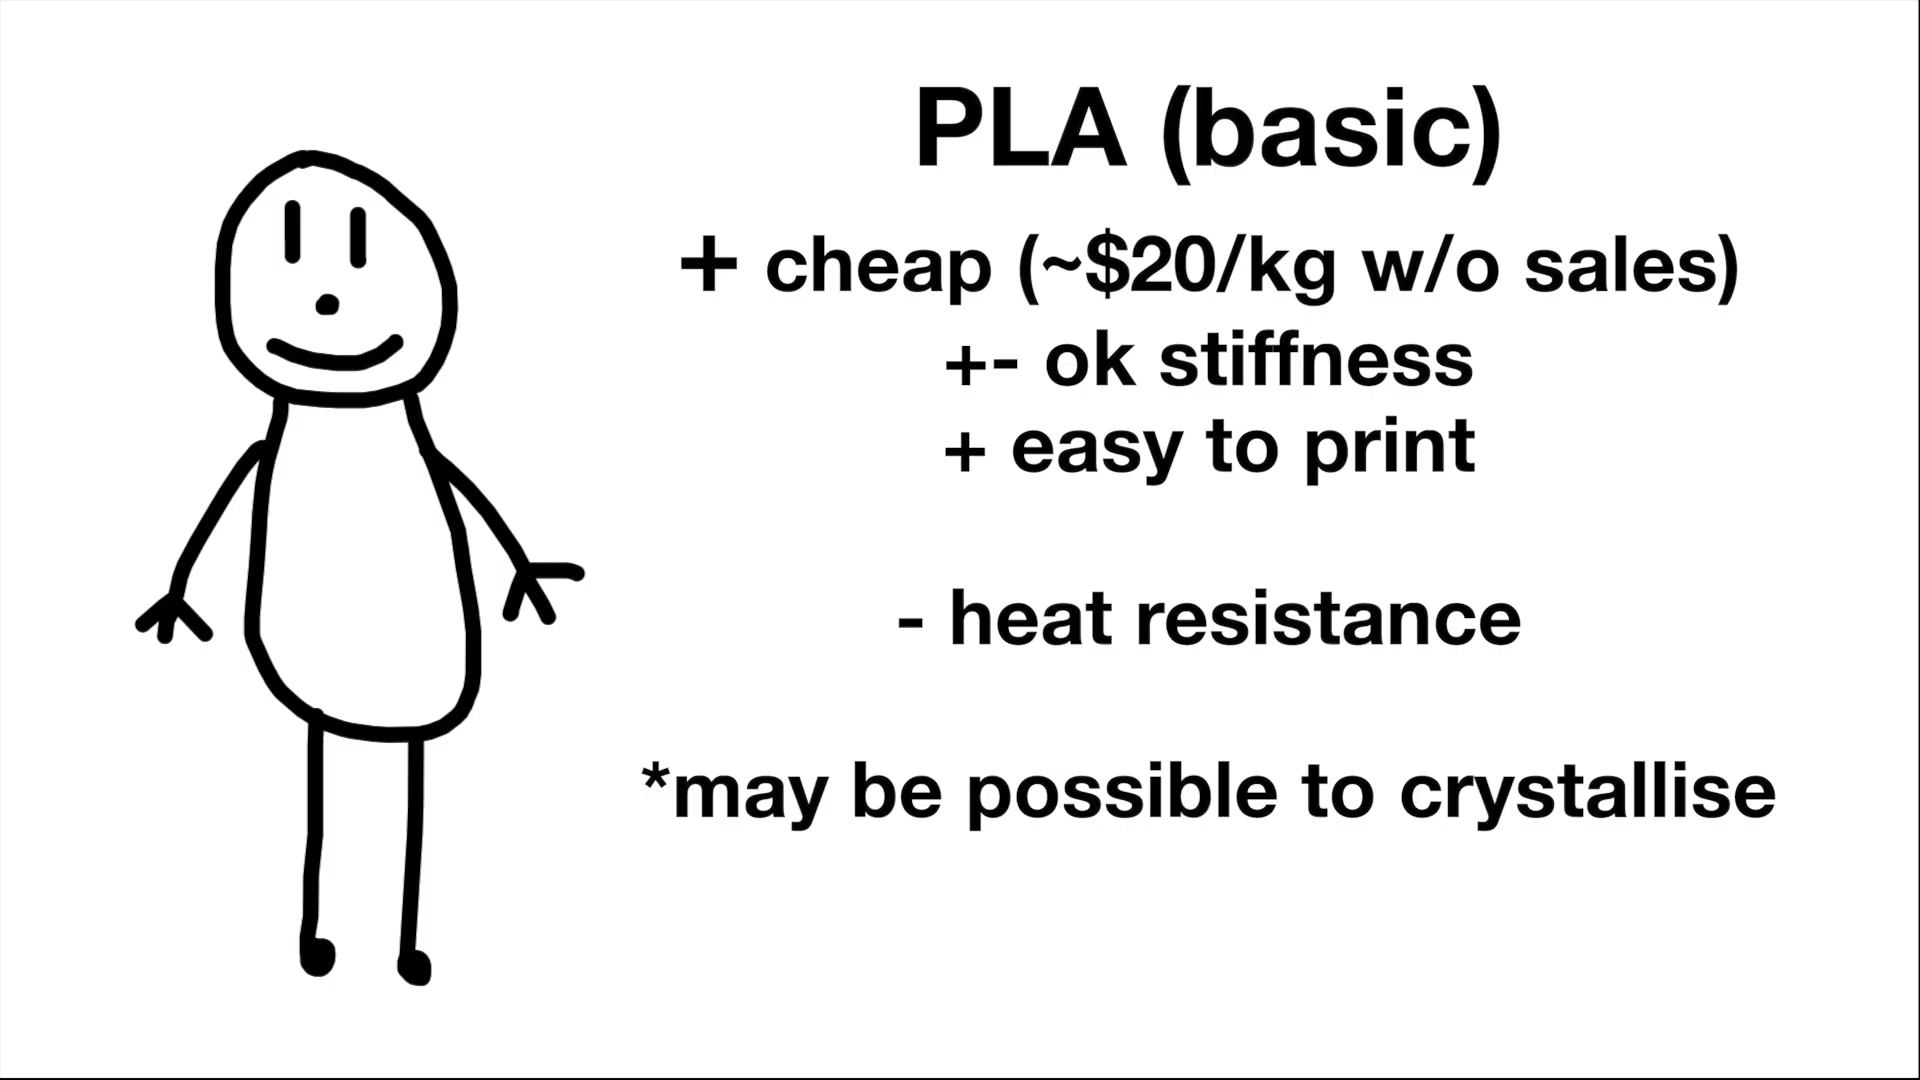 PLA (basic)
+ cheap (~$20/kg w/o sales)
+- ok stiffness
+ easy to print
- heat resistance
*may be possible to crystallise